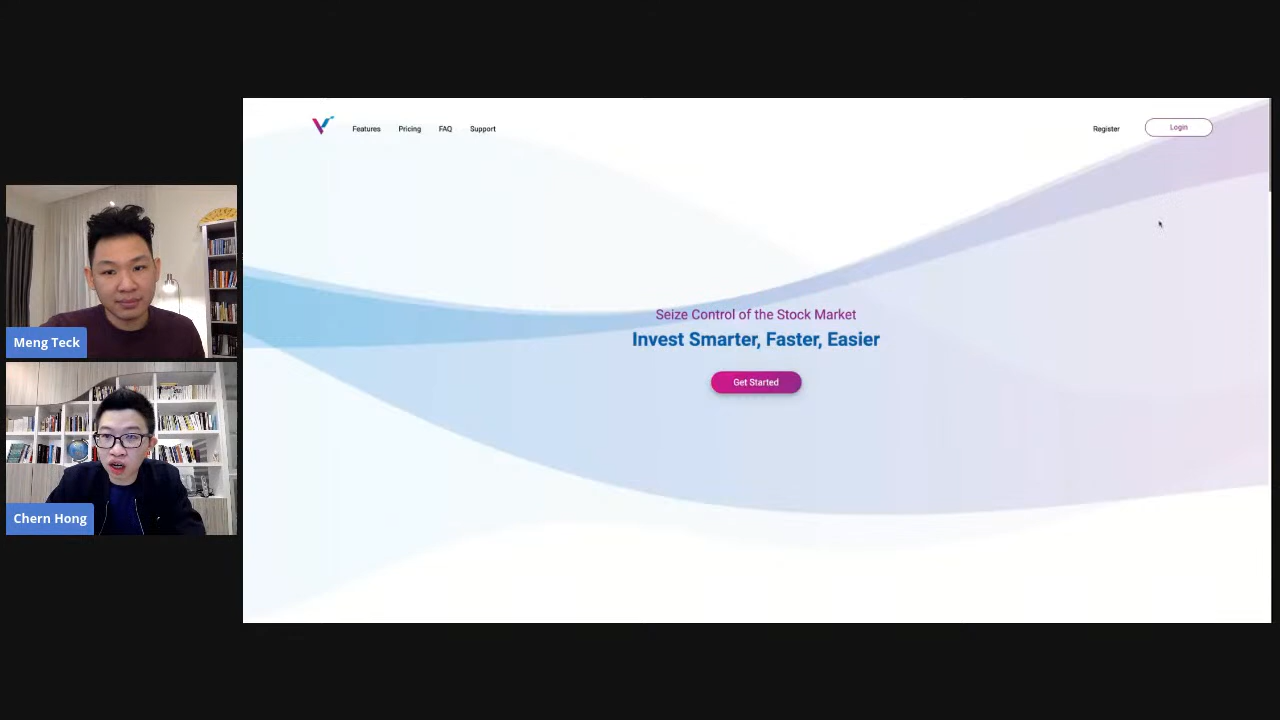 Features
Pricing
FAQ
Support
Register
Login
Seize Control of the Stock Market
Invest Smarter, Faster, Easier
Get Started
Meng Teck
Chern Hong